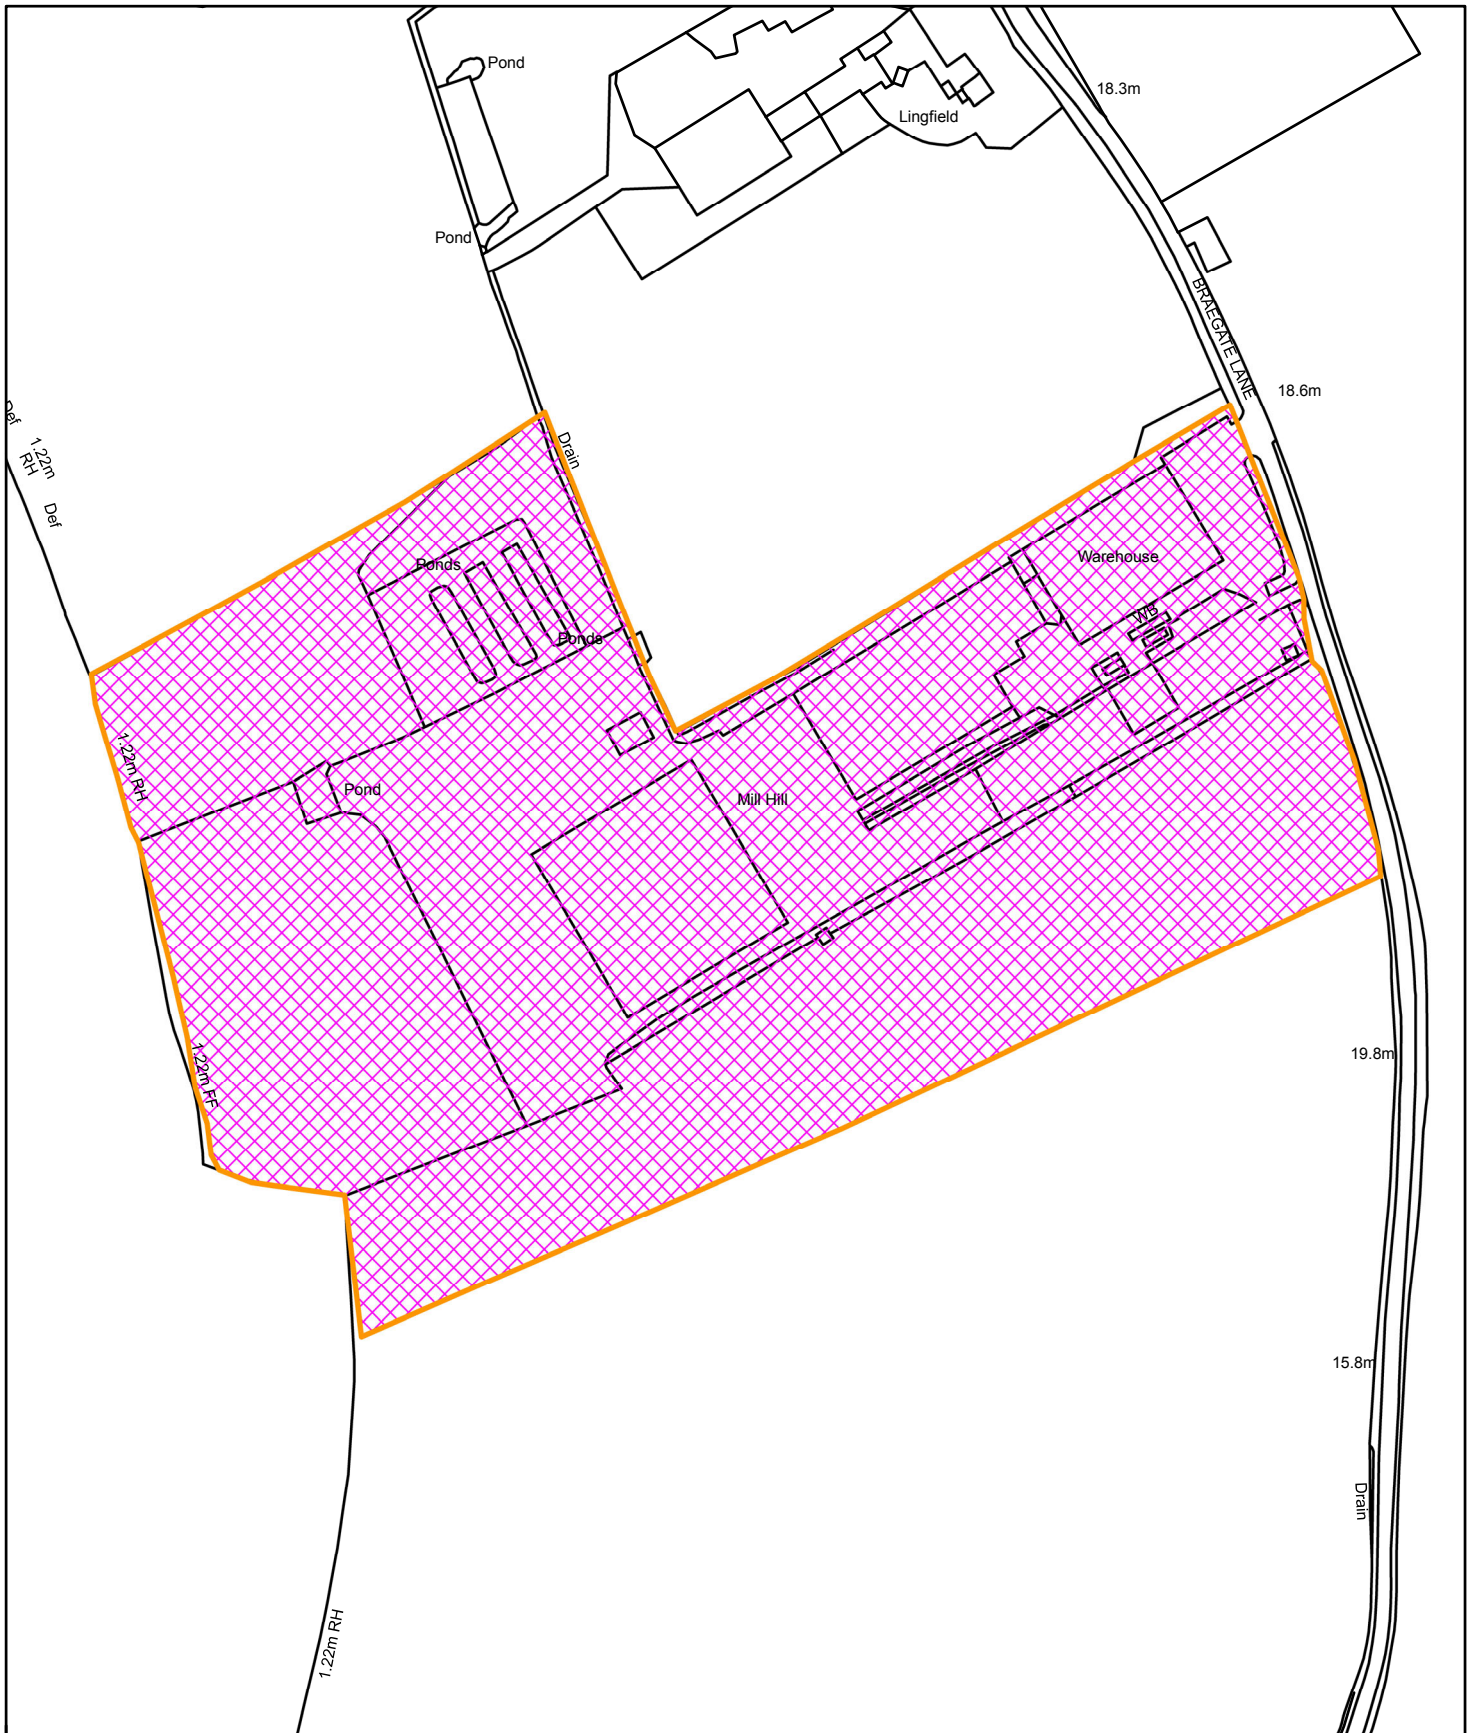 Pond
18.3m
Lingfield
Pond
BRAEGATE LANE
18.6m
Def
1.22m
RH
Drain
Def
Ponds
Warehouse
WB
Ponds
1.22m RH
Pond
Mill Hill
19.8m
1.22m FF
15.8m
Drain
1.22m RH